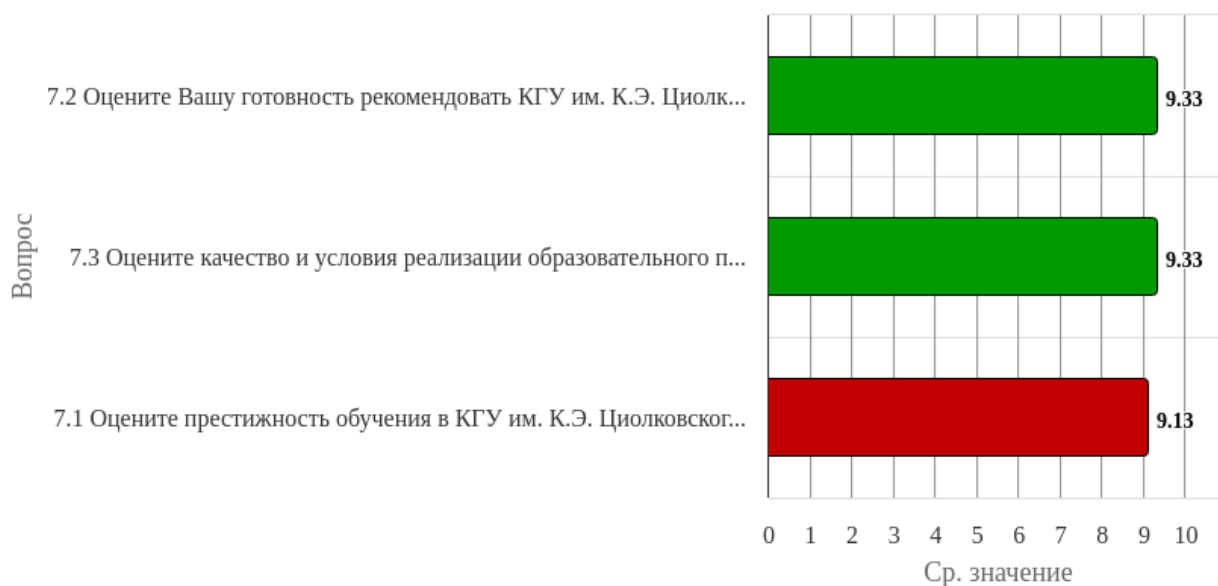 7.2 Оцените Вашу готовность рекомендовать КГУ им. К.Э. Циолк...
9.33
Вопрос
7.3 Оцените качество и условия реализации образовательного п...
9.33
7.1 Оцените престижность обучения в КГУ им. К.Э. Циолковског...
9.13
0 1 2 3 4 5 6 7 8 9 10
Ср. значение